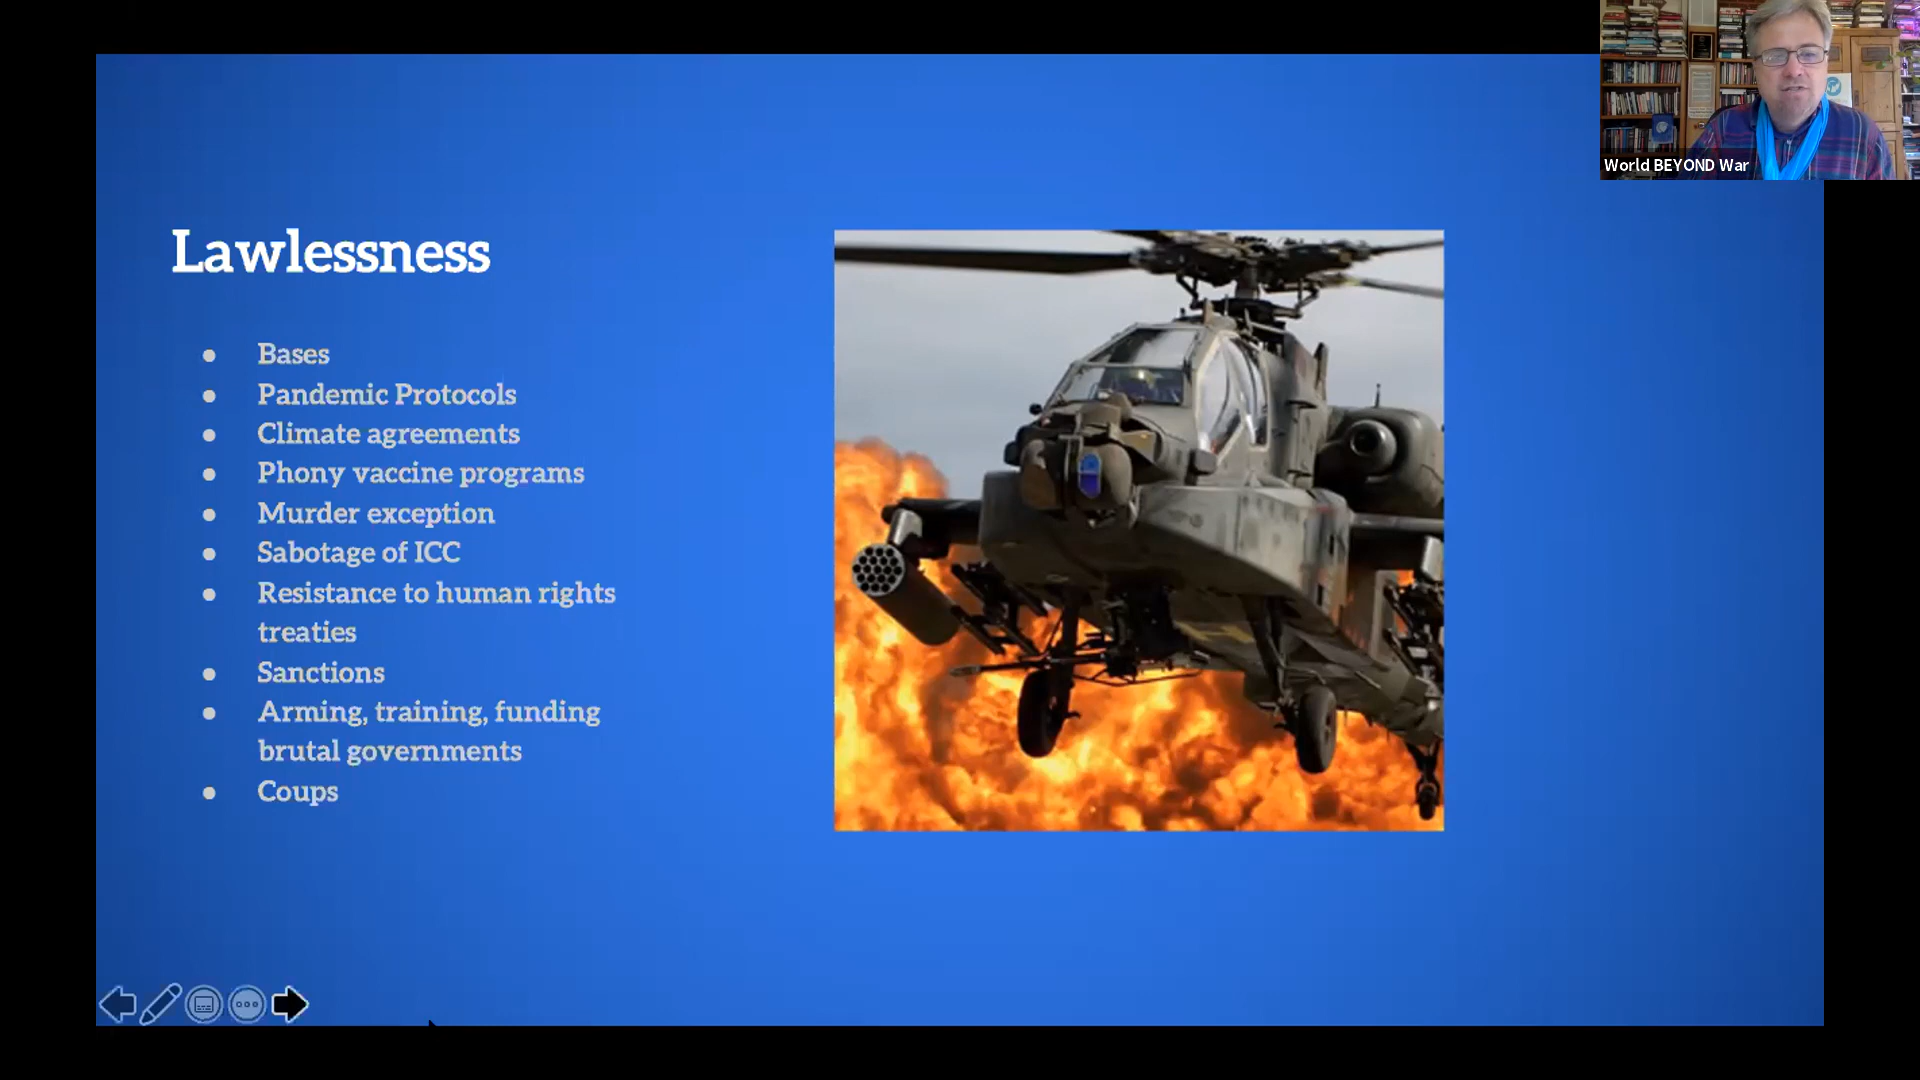 Lawlessness
Bases
Pandemic Protocols
Climate agreements
Phony vaccine programs
Murder exception
Sabotage of ICC
Resistance to human rights
treaties
Sanctions
Arming, training, funding
brutal governments
Coups
World BEYOND War